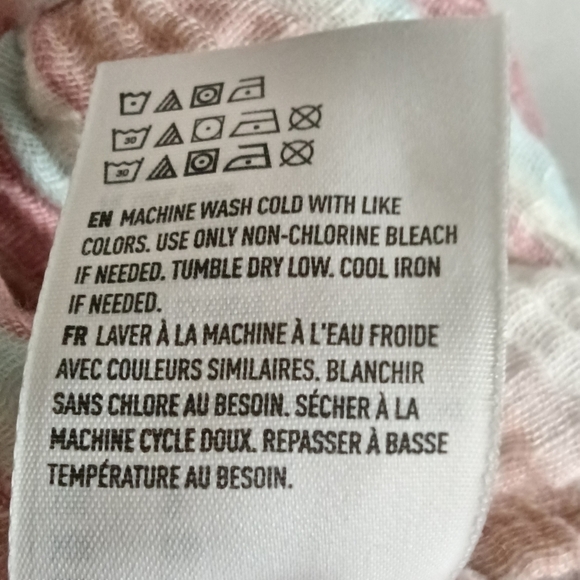 30
30
EN MACHINE WASH COLD WITH LIKE
COLORS. USE ONLY NON-CHLORINE BLEACH
IF NEEDED. TUMBLE DRY LOW. COOL IRON
IF NEEDED.
FR LAVER À LA MACHINE À L'EAU FROIDE
AVEC COULEURS SIMILAIRES. BLANCHIR
SANS CHLORE AU BESOIN. SÉCHER À LA
MACHINE CYCLE DOUX. REPASSER À BASSE
TEMPÉRATURE AU BESOIN.